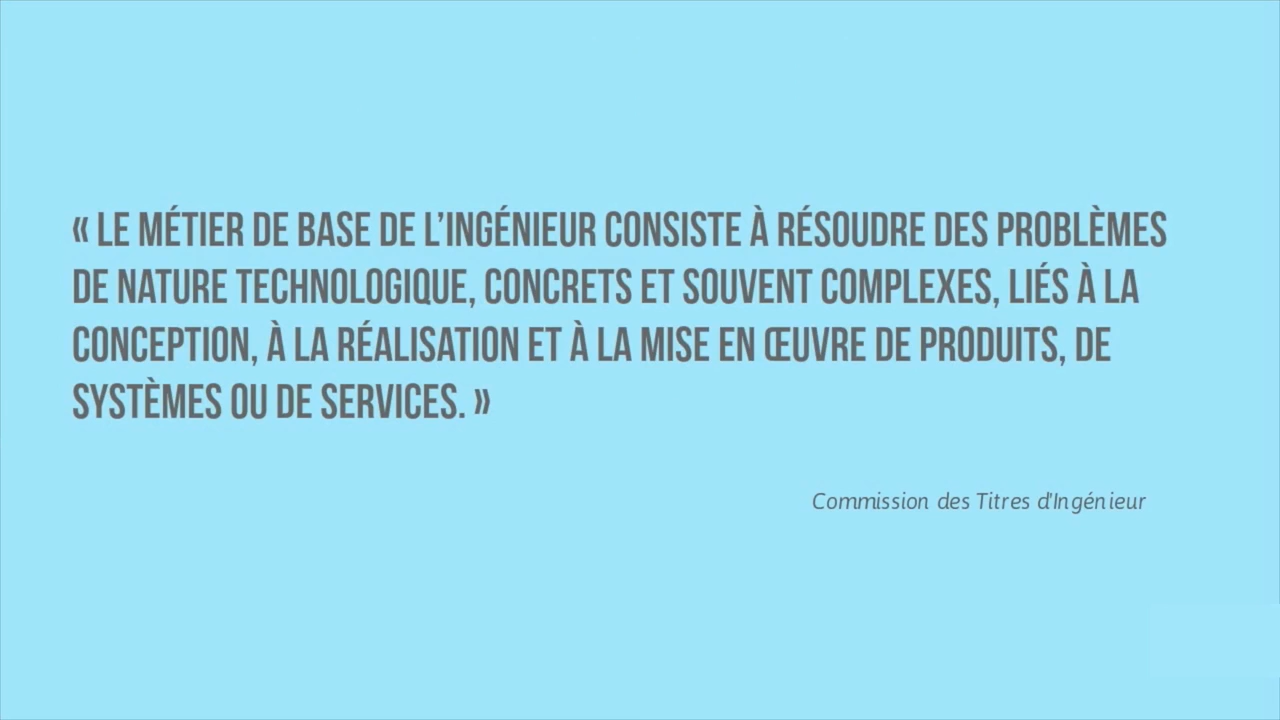 « LE MÉTIER DE BASE DE L’INGÉNIEUR CONSISTE À RÉSOUDRE DES PROBLÈMES
DE NATURE TECHNOLOGIQUE, CONCRETS ET SOUVENT COMPLEXES, LIÉS À LA
CONCEPTION, À LA RÉALISATION ET À LA MISE EN ŒUVRE DE PRODUITS, DE
SYSTÈMES OU DE SERVICES. »
Commission des Titres d'Ingénieur